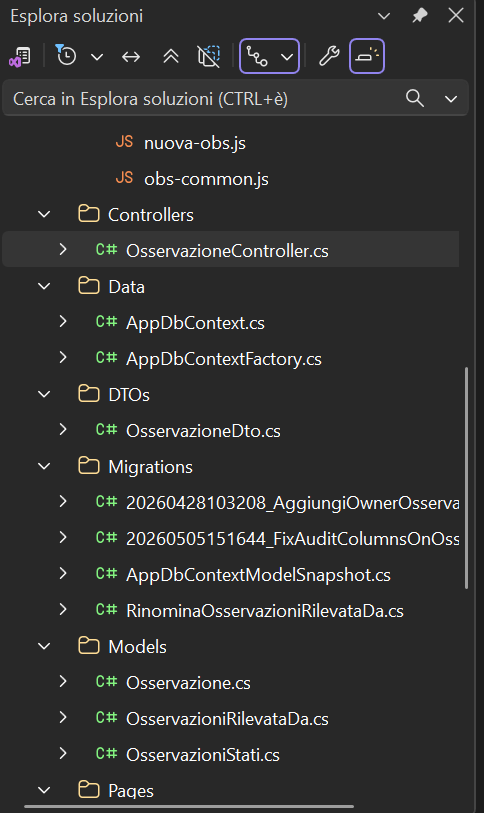 Esplora soluzioni
Cerca in Esplora soluzioni (CTRL+è)
JS nuova-obs.js
JS obs-common.js
Controllers
C# OsservazioneController.cs
Data
C# AppDbContext.cs
C# AppDbContextFactory.cs
DTOs
C# OsservazioneDto.cs
Migrations
C# 20260428103208_AggiungiOwnerOsserva
C# 20260505151644_FixAuditColumnsOnOss
C# AppDbContextModelSnapshot.cs
C# RinominaOsservazioniRilevataDa.cs
Models
C# Osservazione.cs
C# OsservazioniRilevataDa.cs
C# OsservazioniStati.cs
Pages